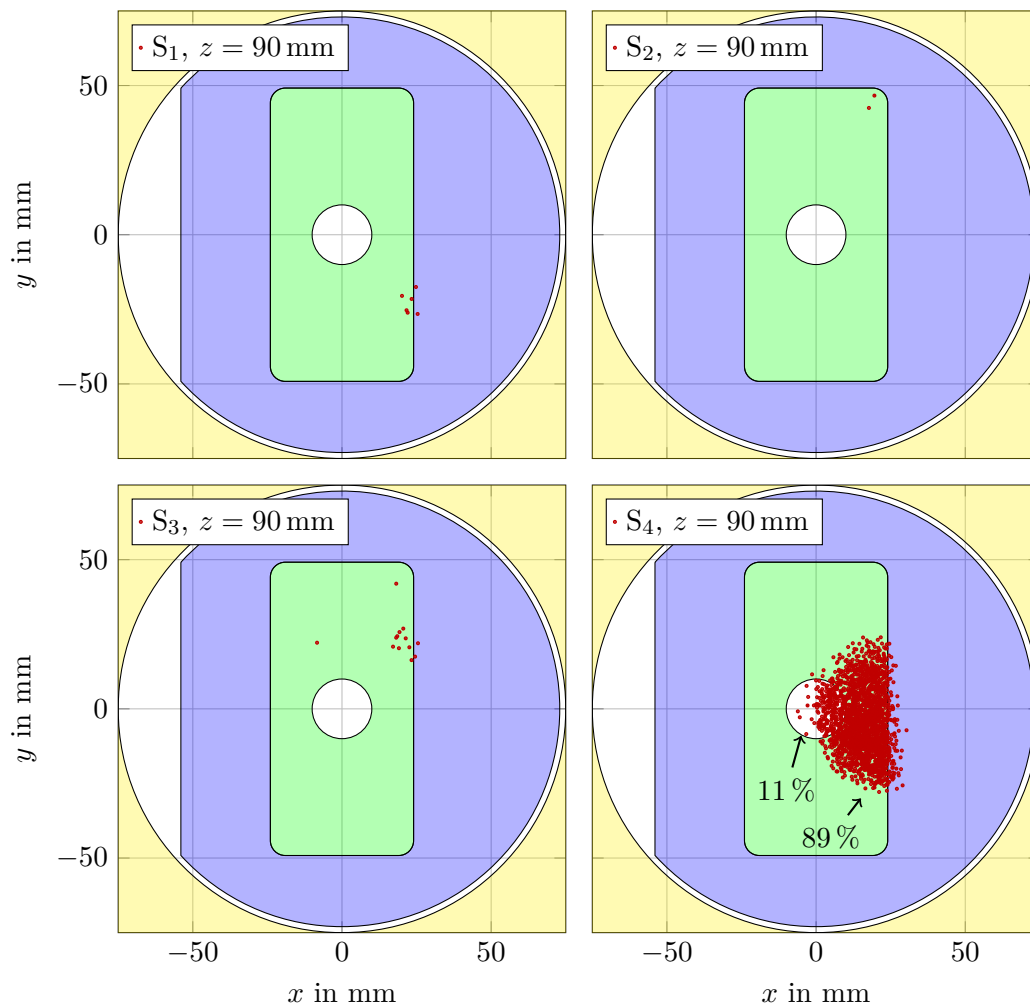 S₁, z = 90 mm
S₂, z = 90 mm
50
0
−50
y in mm
S₃, z = 90 mm
S₄, z = 90 mm
50
0
−50
y in mm
11 %
89 %
−50 0 50
−50 0 50
x in mm
x in mm